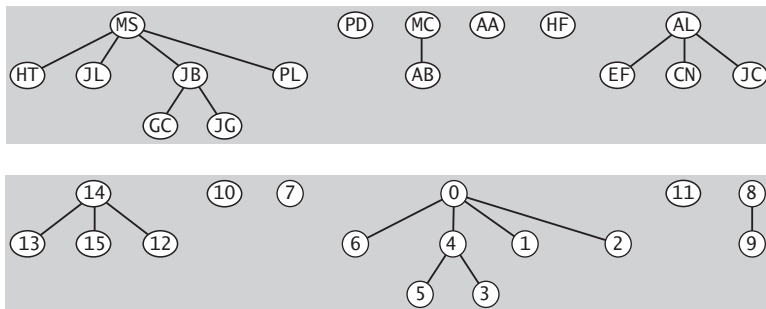 MS PD MC AA HF AL
HT JL JB PL AB EF CN JC
GC JG
14 10 7 0 11 8
13 15 12 6 4 1 2 9
5 3